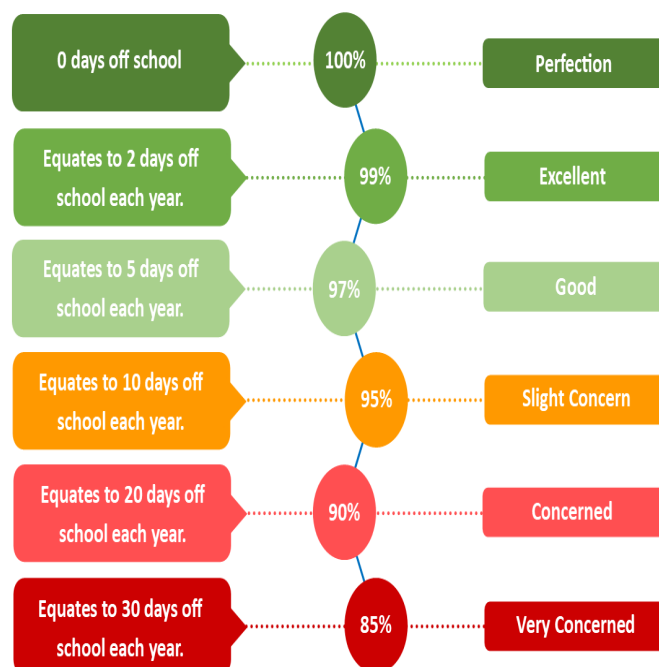 0 days off school
100%
Perfection
Equates to 2 days off
school each year.
99%
Excellent
Equates to 5 days off
school each year.
97%
Good
Equates to 10 days off
school each year.
95%
Slight Concern
Equates to 20 days off
school each year.
90%
Concerned
Equates to 30 days off
school each year.
85%
Very Concerned